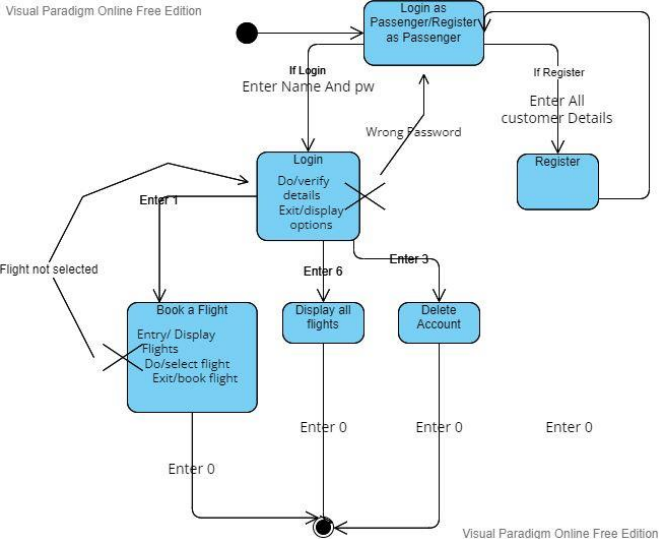 Visual Paradigm Online Free Edition
Login as
Passenger/Register
as Passenger
If Login
Enter Name And pw
If Register
Enter All
customer Details
Wrong Password
Login
Do/verify
details
Exit/display
options
Register
Enter 1
Flight not selected
Enter 6
Enter 3
Book a Flight
Entry/ Display
Flights
Do/select flight
Exit/book flight
Display all
flights
Delete
Account
Enter 0
Enter 0
Enter 0
Enter 0
Visual Paradigm Online Free Edition